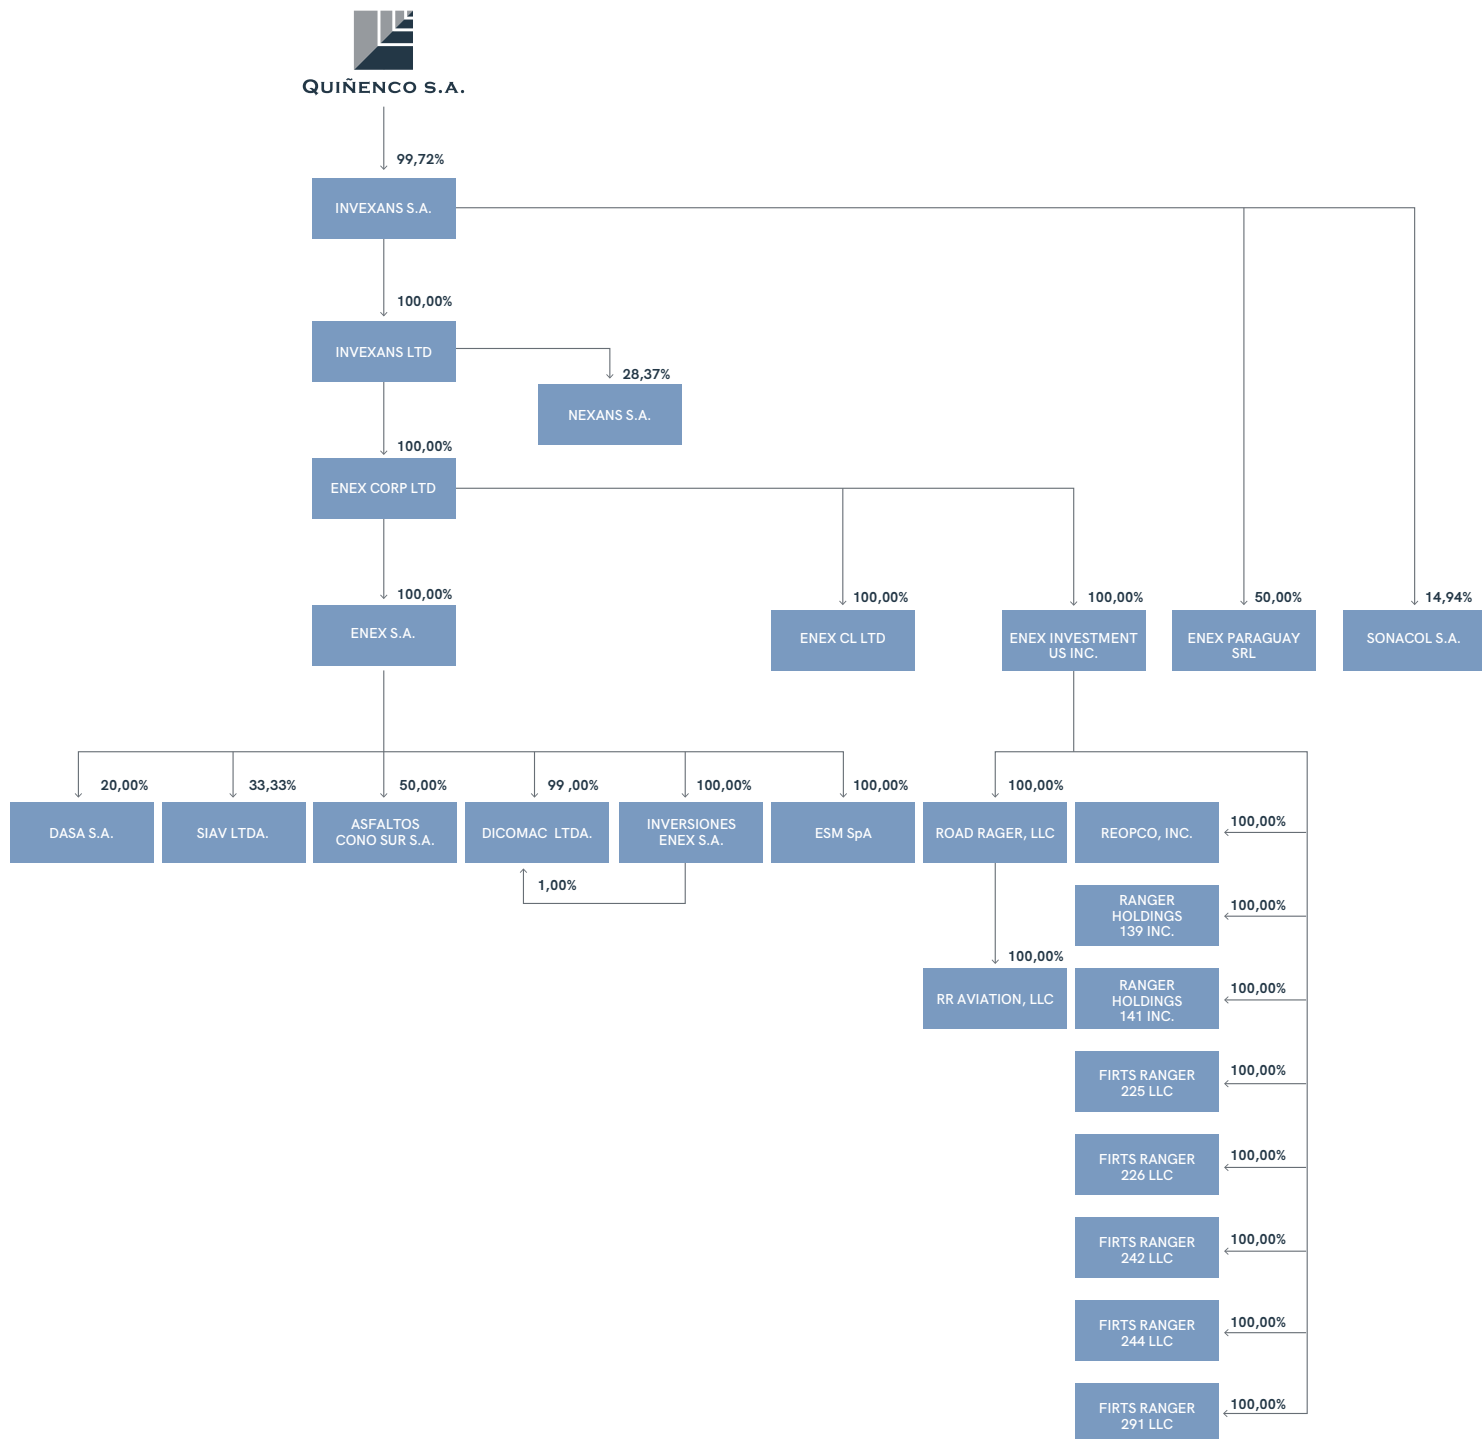 QUIÑENCO S.A.
99,72%
INVEXANS S.A.
100,00%
INVEXANS LTD
28,37%
NEXANS S.A.
100,00%
ENEX CORP LTD
100,00%
ENEX S.A.
100,00%
ENEX CL LTD
100,00%
ENEX INVESTMENT
US INC.
50,00%
ENEX PARAGUAY
SRL
14,94%
SONACOL S.A.
20,00%
DASA S.A.
33,33%
SIAV LTDA.
50,00%
ASFALTOS
CONO SUR S.A.
99 ,00%
DICOMAC  LTDA.
100,00%
INVERSIONES
ENEX S.A.
1,00%
100,00%
ESM SpA
100,00%
ROAD RAGER, LLC
100,00%
RR AVIATION, LLC
REOPCO, INC.
100,00%
RANGER
HOLDINGS
139 INC.
100,00%
RANGER
HOLDINGS
141 INC.
100,00%
FIRTS RANGER
225 LLC
100,00%
FIRTS RANGER
226 LLC
100,00%
FIRTS RANGER
242 LLC
100,00%
FIRTS RANGER
244 LLC
100,00%
FIRTS RANGER
291 LLC
100,00%